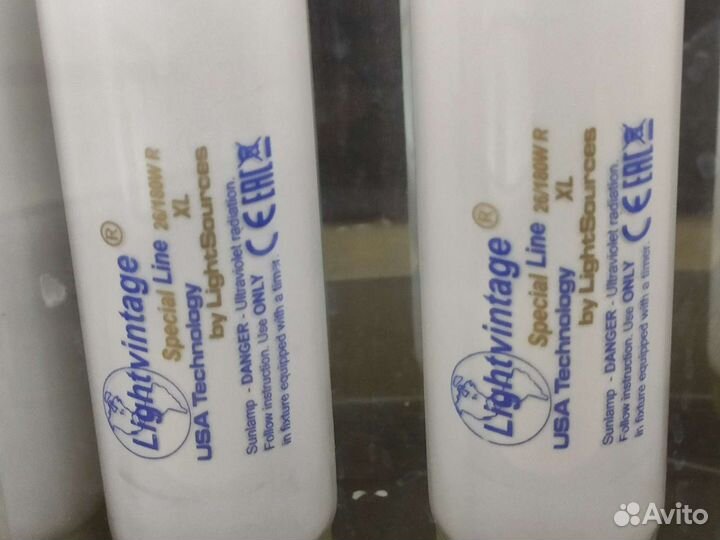 Lightvintage®
Special Line 26/180W R
XL
USA Technology
by LightSources
Sunlamp - DANGER - Ultraviolet radiation.
Follow instruction. Use ONLY
in fixture equipped with a timer.
CE EAC
Lightvintage®
Special Line 26/180W R
XL
USA Technology
by LightSources
Sunlamp - DANGER - Ultraviolet radiation.
Follow instruction. Use ONLY
in fixture equipped with a timer.
CE EAC
Avito